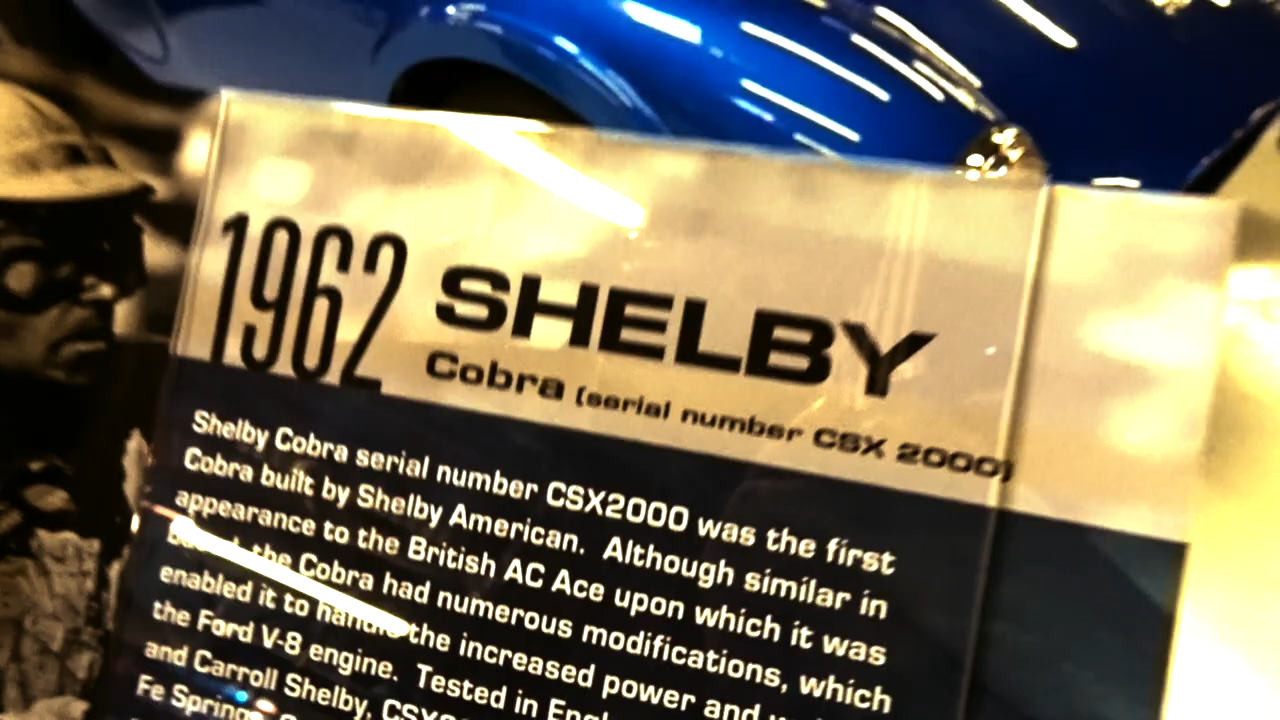 1962 SHELBY
Cobra (serial number CSX 2000)
Shelby Cobra serial number CSX2000 was the first
Cobra built by Shelby American. Although similar in
appearance to the British AC Ace upon which it was
the Cobra had numerous modifications, which
enabled it to handle the increased power and
the Ford V-8 engine. Tested in
and Carroll Shelby,
Fe